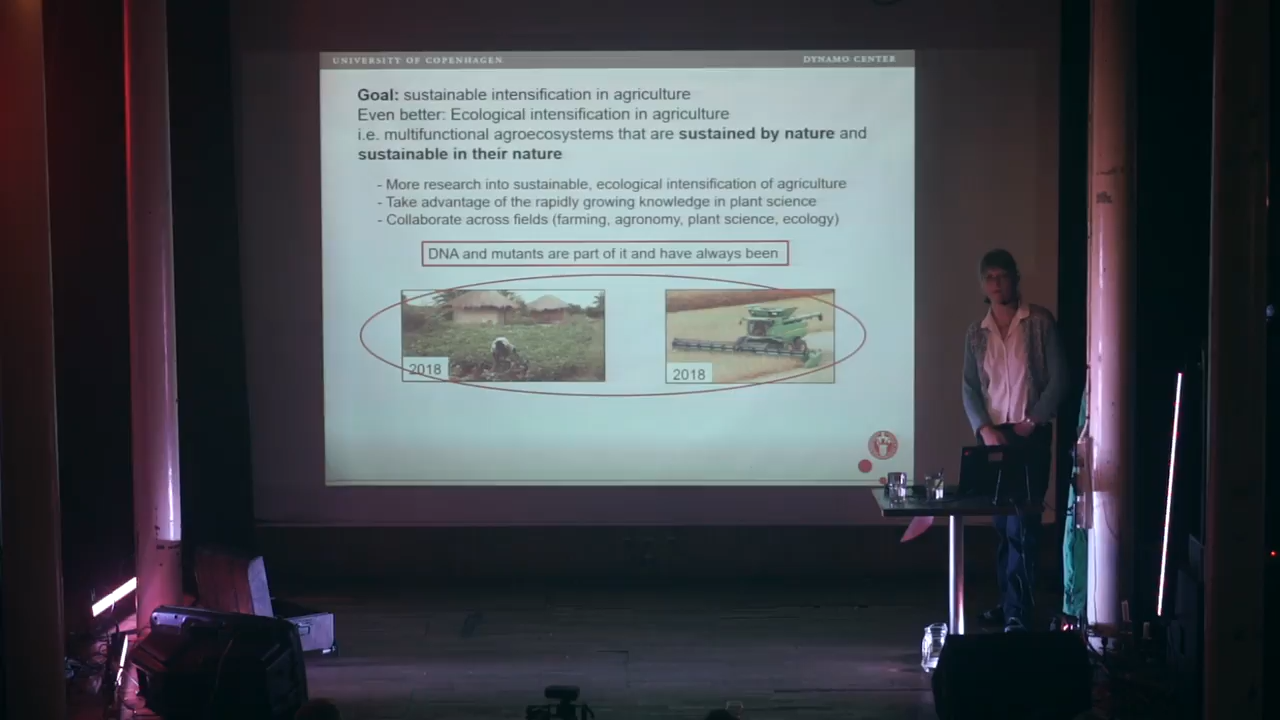 UNIVERSITY OF COPENHAGEN
DYNAMO CENTER
Goal: sustainable intensification in agriculture
Even better: Ecological intensification in agriculture
i.e. multifunctional agroecosystems that are sustained by nature and
sustainable in their nature
- More research into sustainable, ecological intensification of agriculture
- Take advantage of the rapidly growing knowledge in plant science
- Collaborate across fields (farming, agronomy, plant science, ecology)
DNA and mutants are part of it and have always been
2018
2018